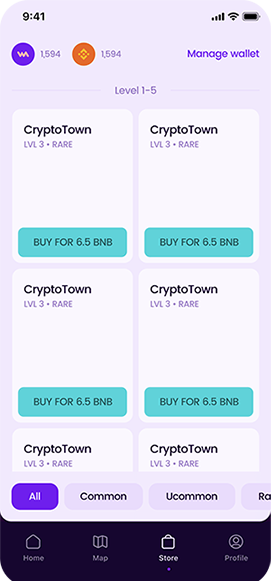 9:41
1,594 1,594 Manage wallet
Level 1-5
CryptoTown CryptoTown
LVL 3 • RARE LVL 3 • RARE
BUY FOR 6.5 BNB BUY FOR 6.5 BNB
CryptoTown CryptoTown
LVL 3 • RARE LVL 3 • RARE
BUY FOR 6.5 BNB BUY FOR 6.5 BNB
CryptoTown CryptoTown
LVL 3 • RARE LVL 3 • RARE
All Common Ucommon Ra
Home Map Store Profile